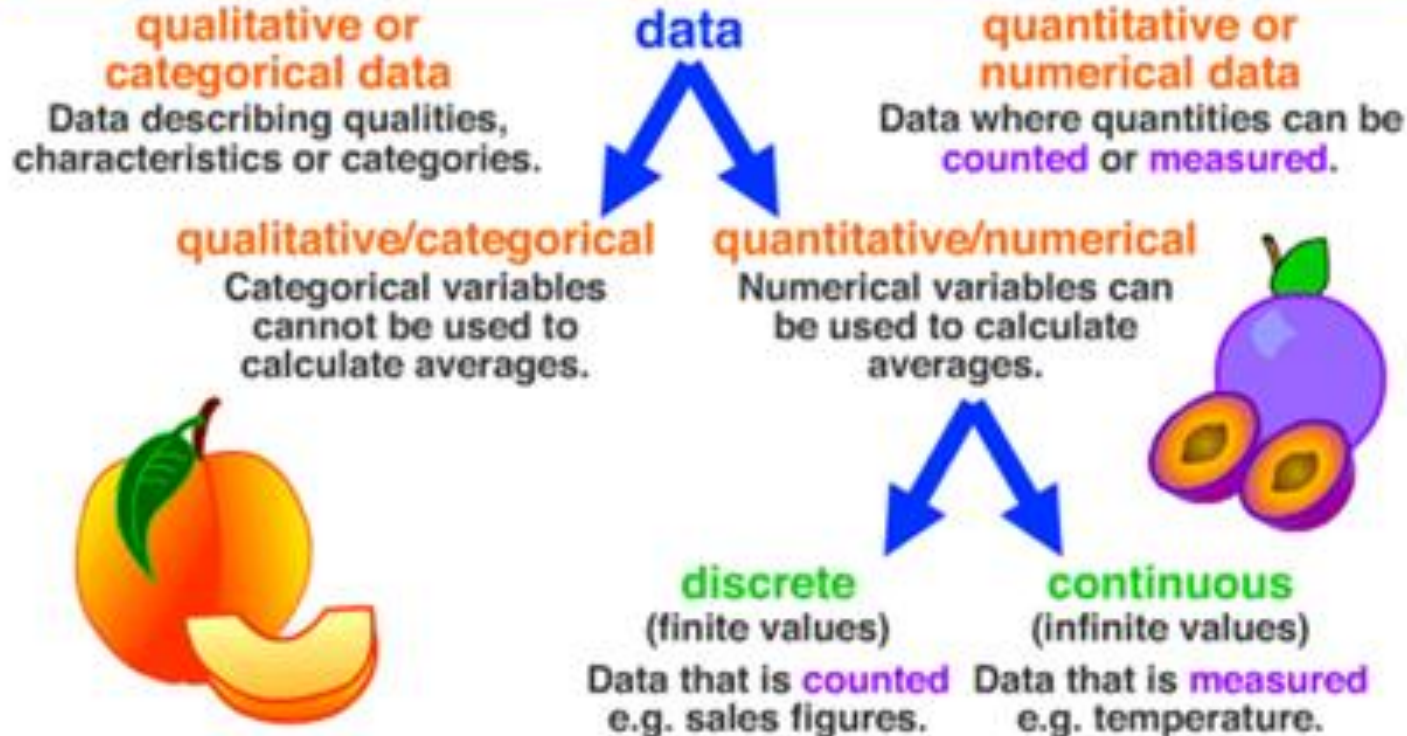 qualitative or
categorical data
Data describing qualities,
characteristics or categories.
data
quantitative or
numerical data
Data where quantities can be
counted or measured.
qualitative/categorical
Categorical variables
cannot be used to
calculate averages.
quantitative/numerical
Numerical variables can
be used to calculate
averages.
discrete
(finite values)
Data that is counted
e.g. sales figures.
continuous
(infinite values)
Data that is measured
e.g. temperature.